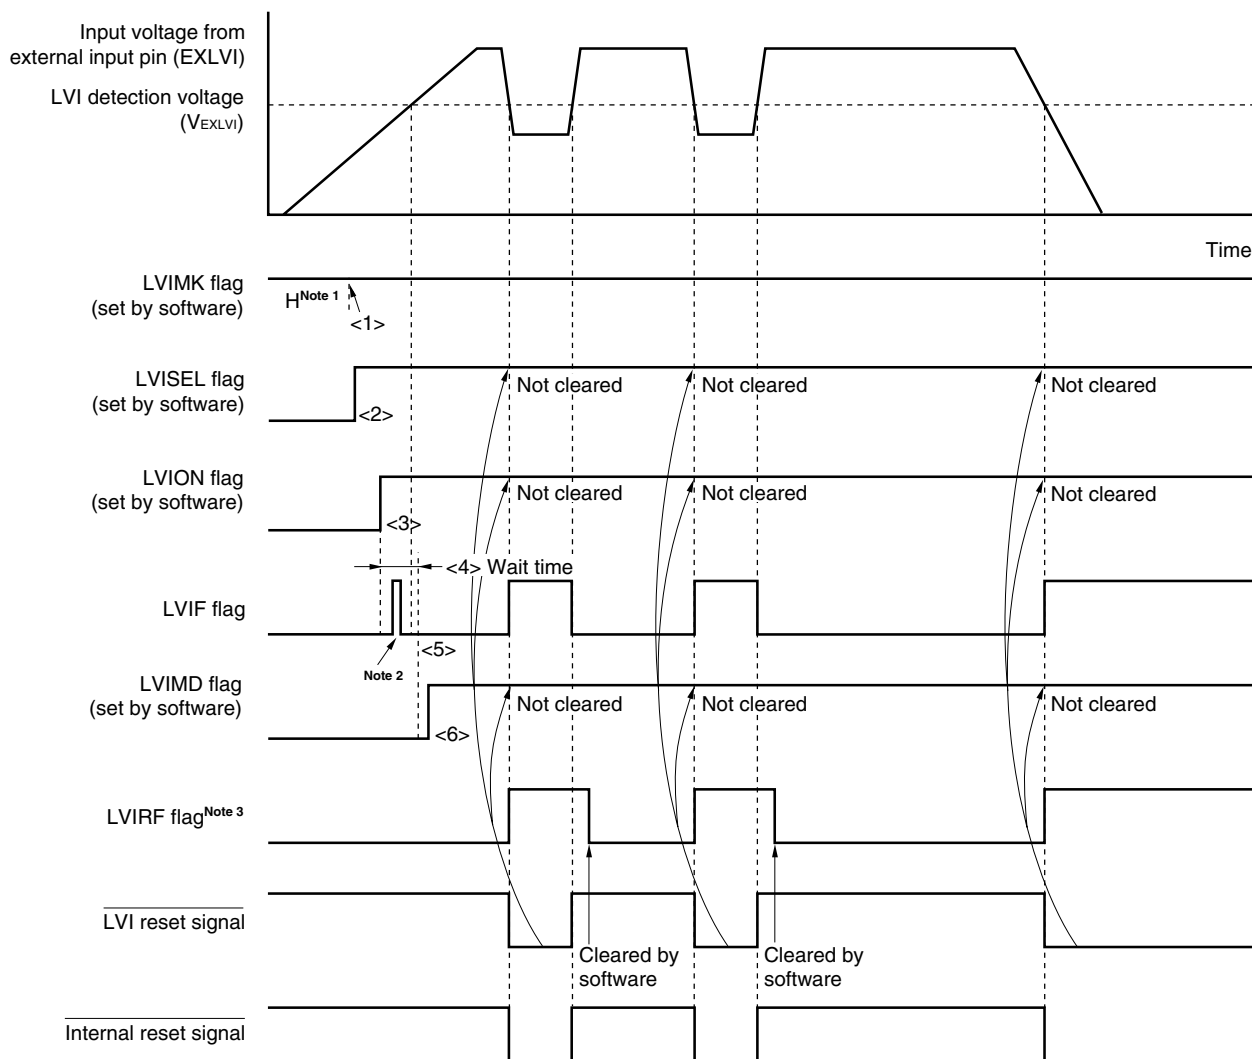 Input voltage from
external input pin (EXLVI)
LVI detection voltage
(VEXLVI)
Time
LVIMK flag
(set by software)
HNote 1
<1>
LVISEL flag
(set by software)
<2>
Not cleared
Not cleared
Not cleared
LVION flag
(set by software)
<3>
Not cleared
Not cleared
Not cleared
<4> Wait time
LVIF flag
Note 2
<5>
LVIMD flag
(set by software)
<6>
Not cleared
Not cleared
Not cleared
LVIRF flagNote 3
LVI reset signal
Cleared by
software
Cleared by
software
Internal reset signal